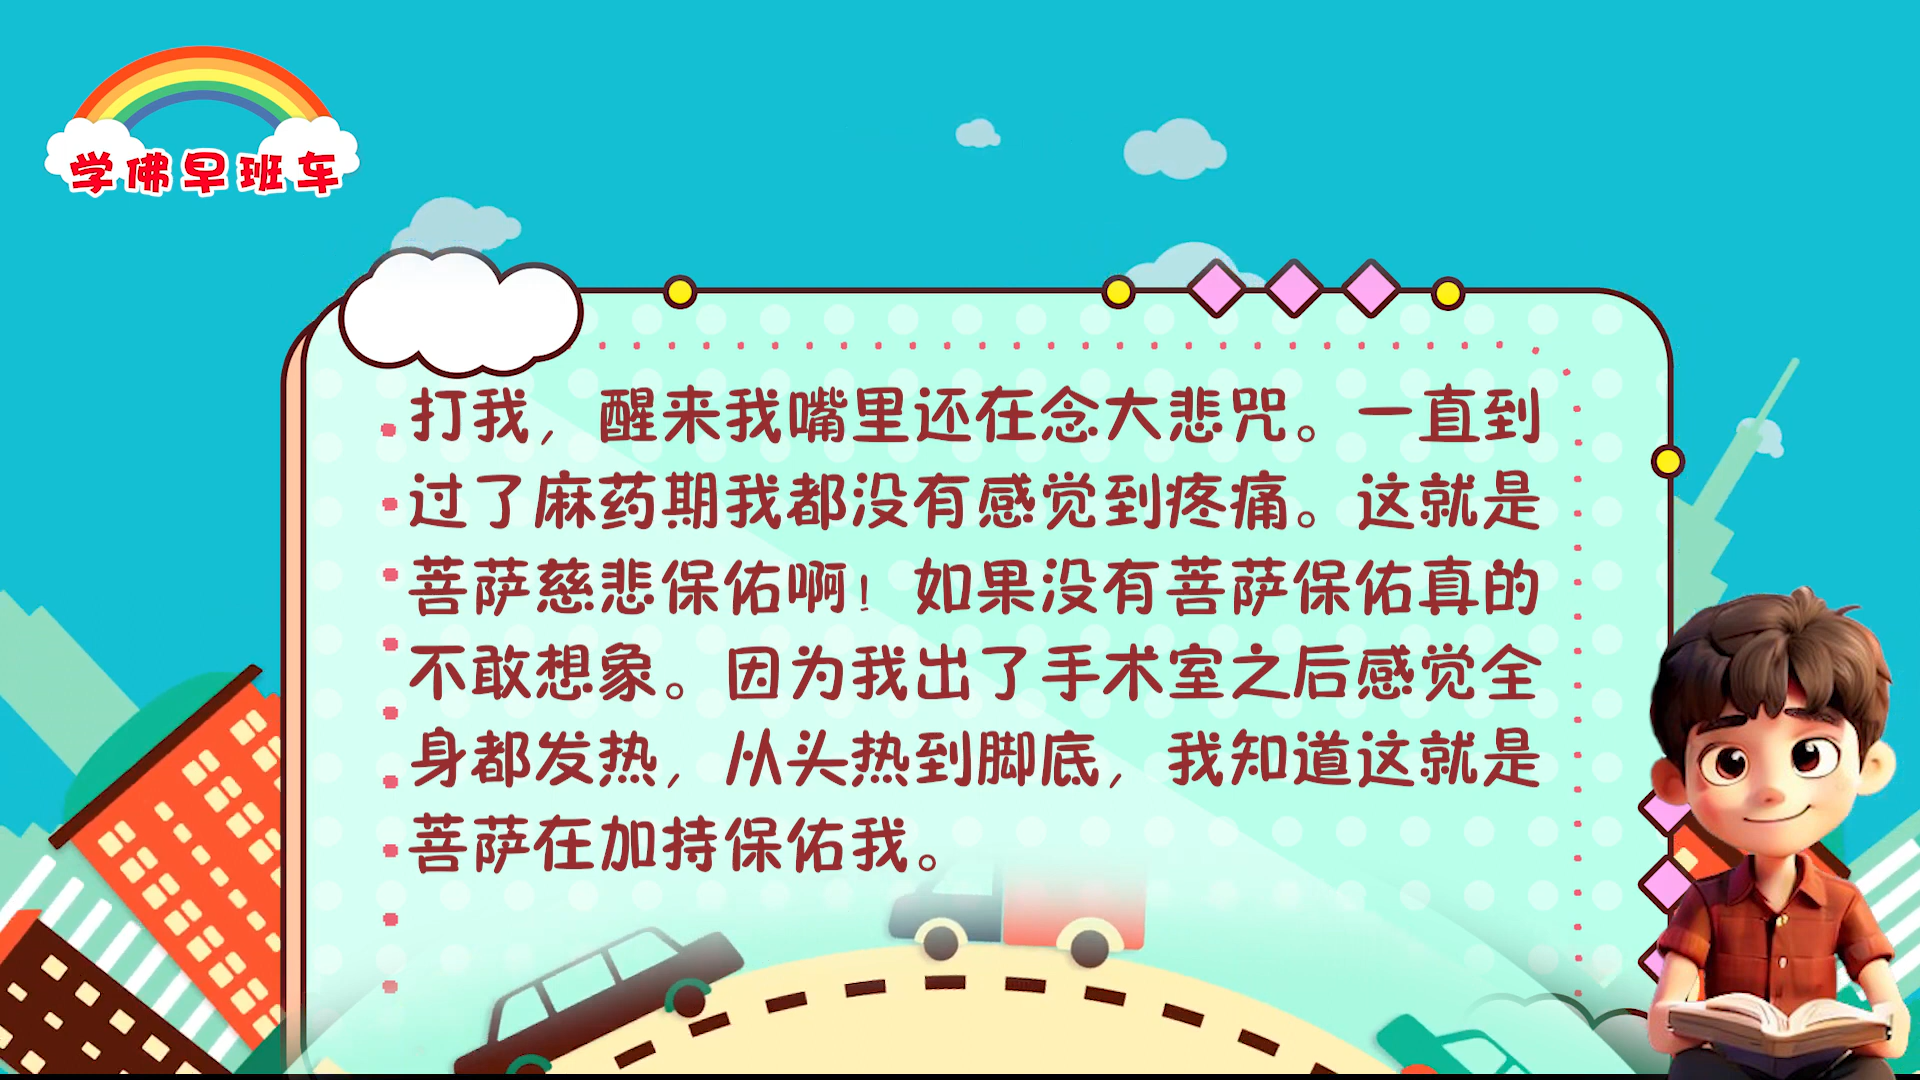 学佛早班车
打我，醒来我嘴里还在念大悲咒。一直到
过了麻药期我都没有感觉到疼痛。这就是
菩萨慈悲保佑啊！如果没有菩萨保佑真的
不敢想象。因为我出了手术室之后感觉全
身都发热，从头热到脚底，我知道这就是
菩萨在加持保佑我。